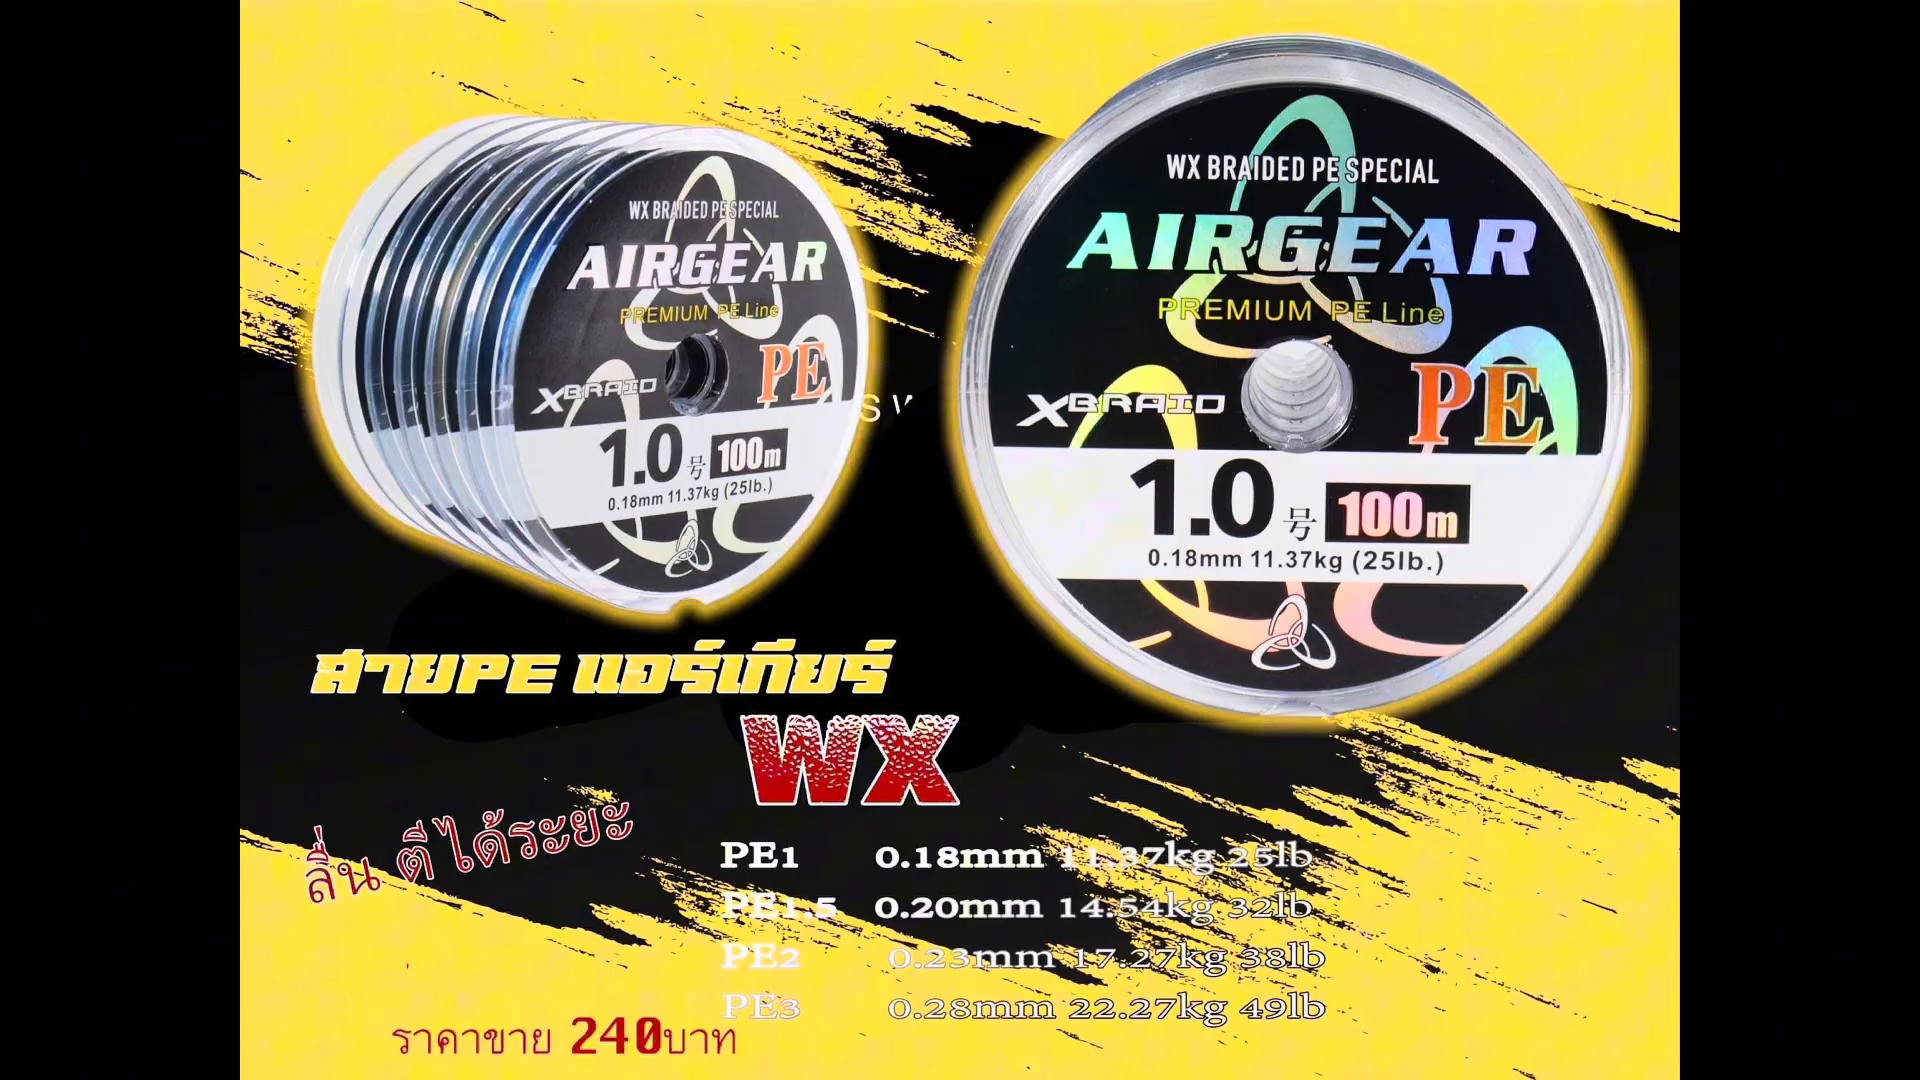 WX BRAIDED PE SPECIAL
AIRGEAR
PREMIUM PE Line
XBRAID
PE
1.0号 100m
0.18mm 11.37kg (25lb.)
WX BRAIDED PE SPECIAL
AIRGEAR
PREMIUM PE Line
XBRAID
PE
1.0号 100m
0.18mm 11.37kg (25lb.)
สายPE แอร์เกียร์
WX
ลื่น ตีได้ระยะ
PE1 0.18mm 11.37kg 25lb
PE1.5 0.20mm 14.54kg 32lb
PE2 0.23mm 17.27kg 38lb
PE3 0.28mm 22.27kg 49lb
ราคาขาย 240บาท